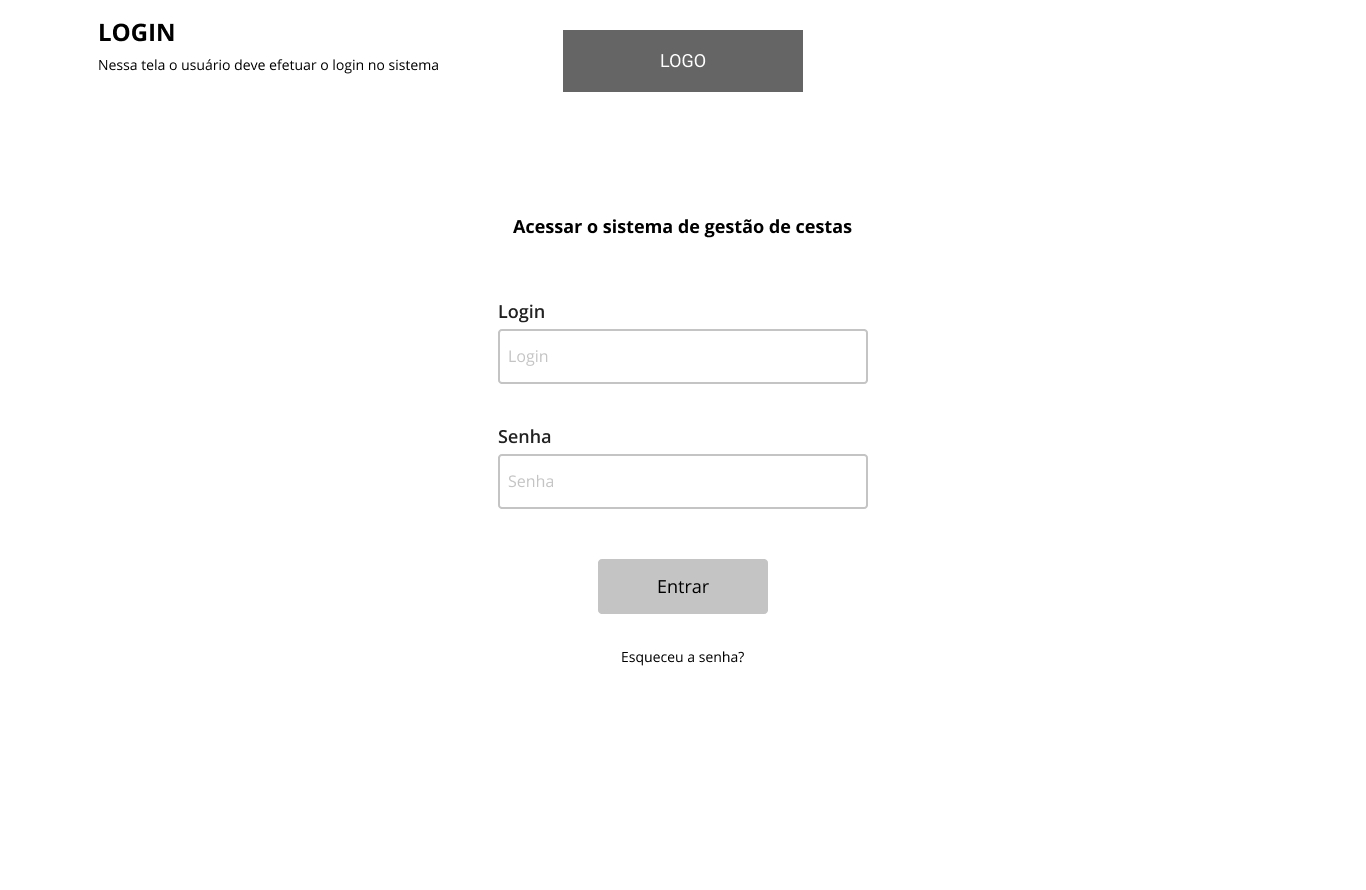 LOGIN
Nessa tela o usuário deve efetuar o login no sistema
LOGO
Acessar o sistema de gestão de cestas
Login
Login
Senha
Senha
Entrar
Esqueceu a senha?